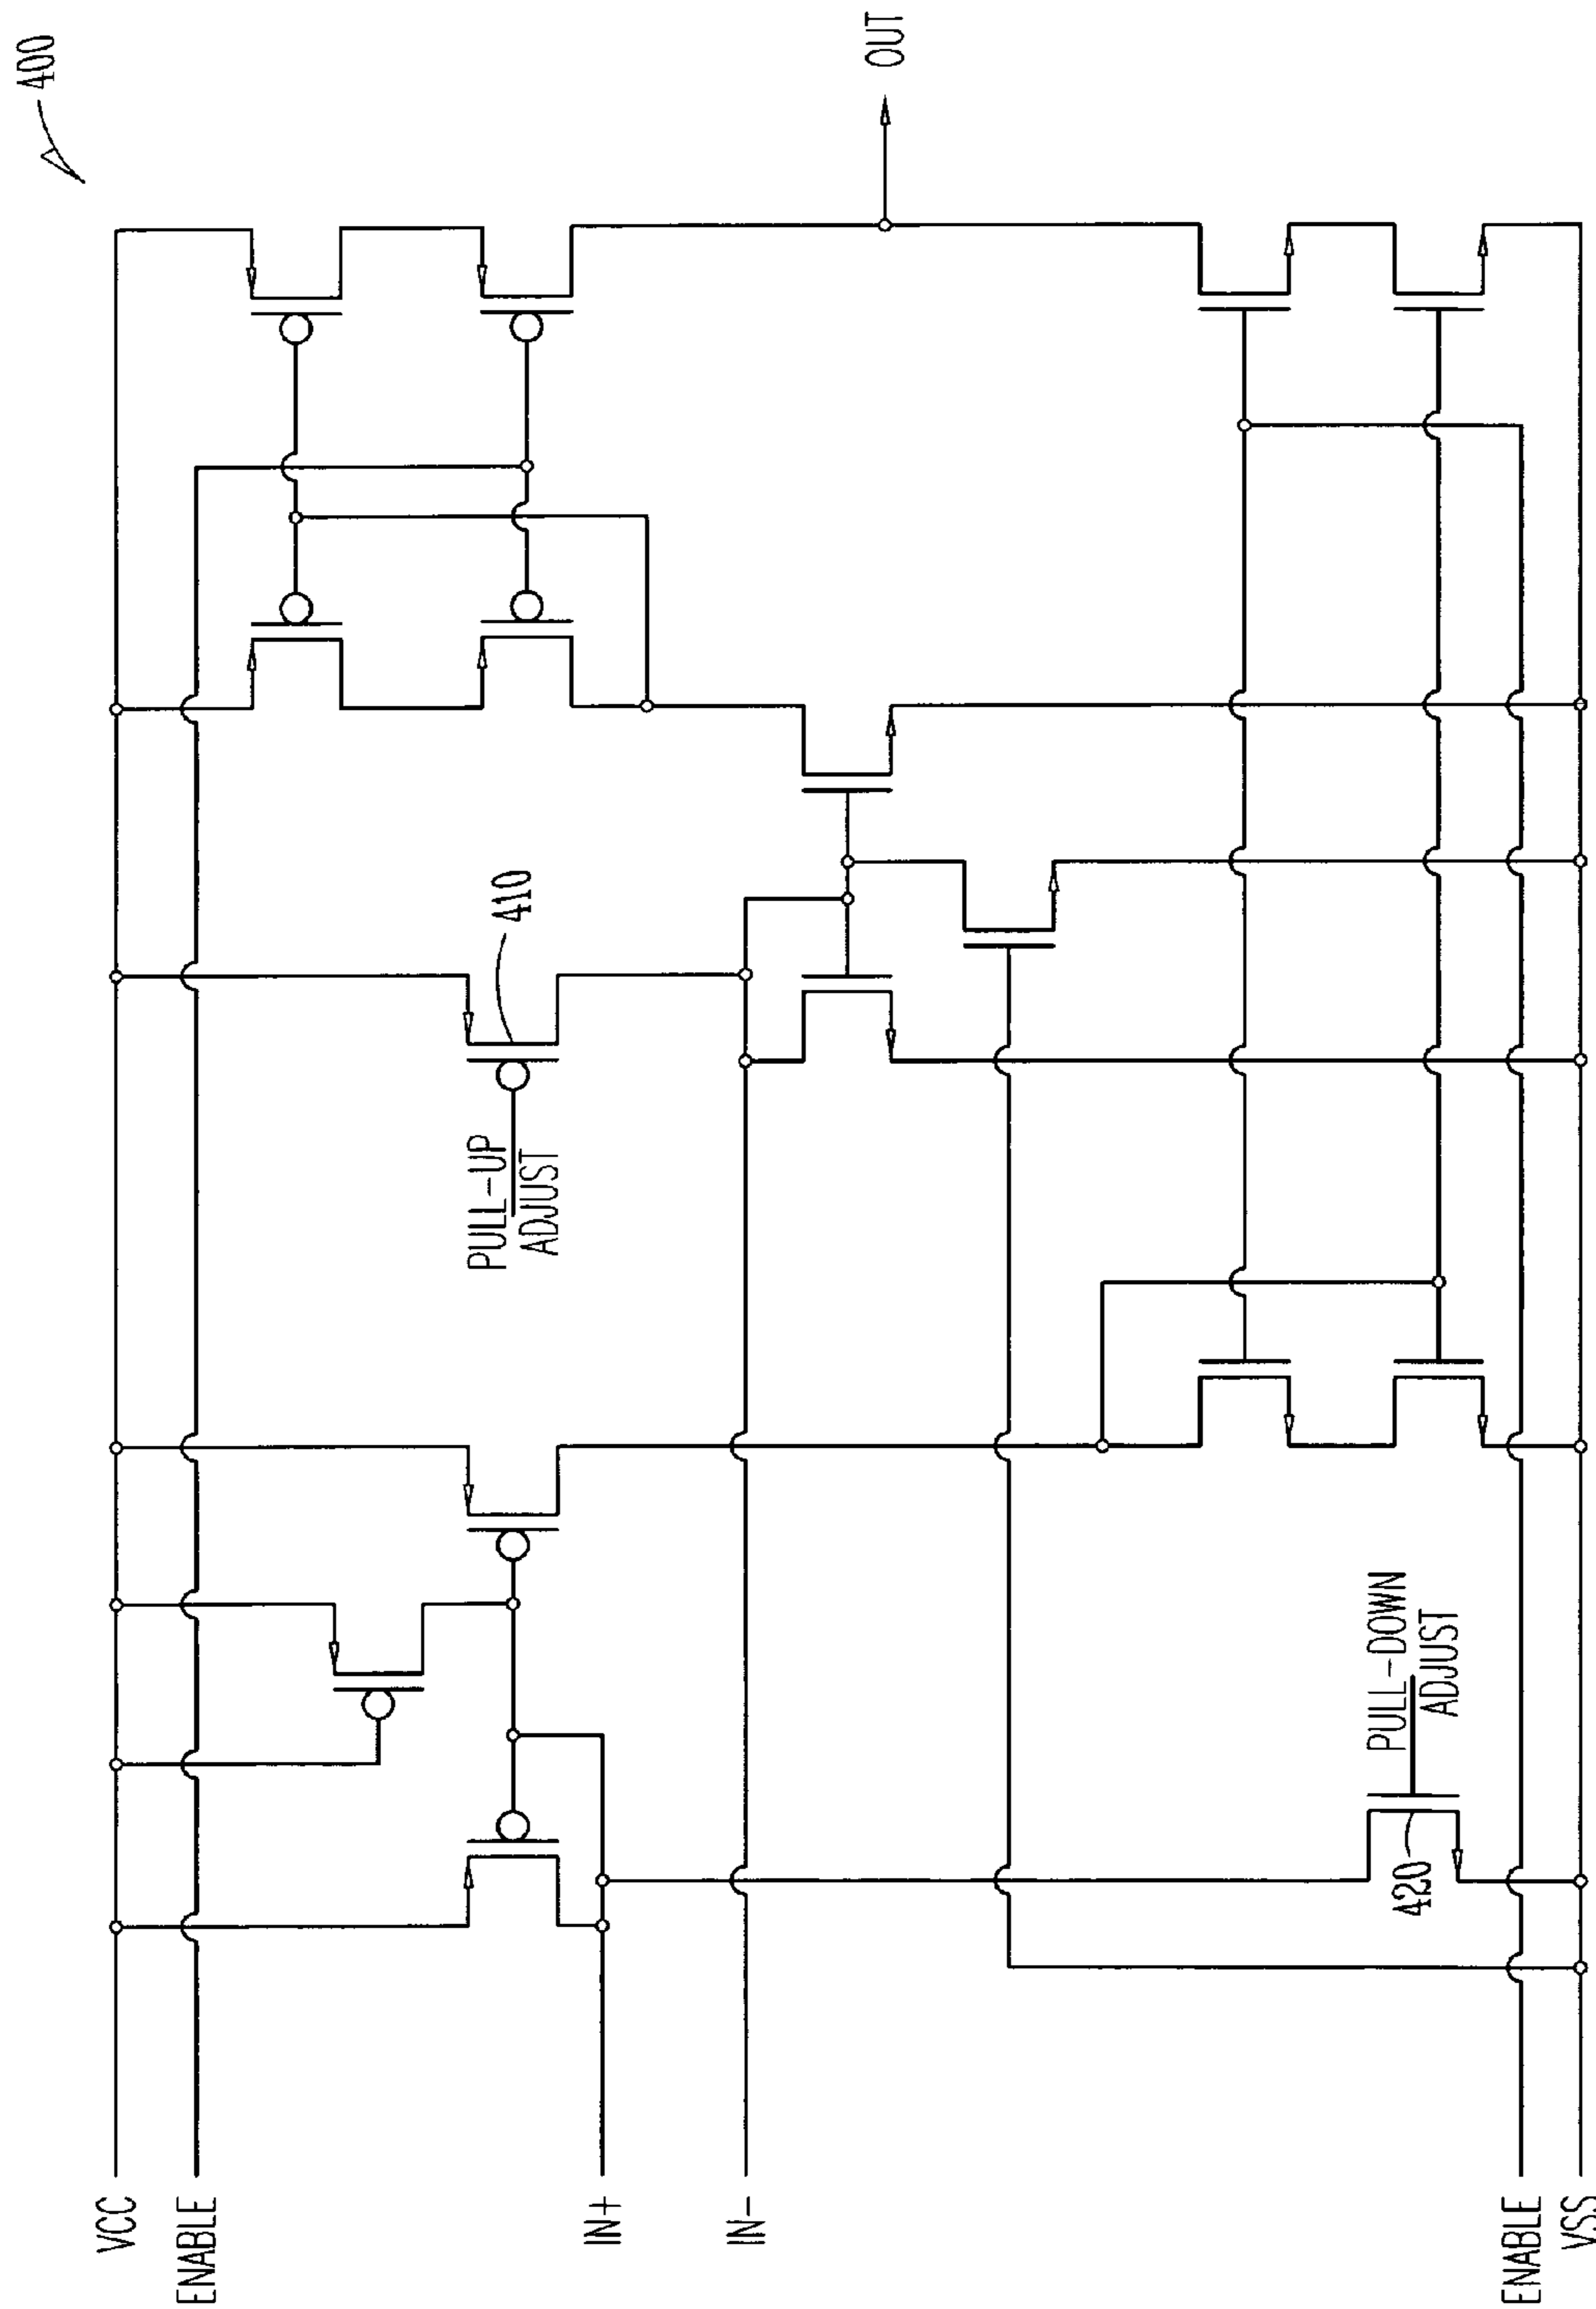 400
VCC
ENABLE
IN+
IN-
ENABLE
VSS
PULL-UP
ADJUST
410
PULL-DOWN
ADJUST
420
OUT